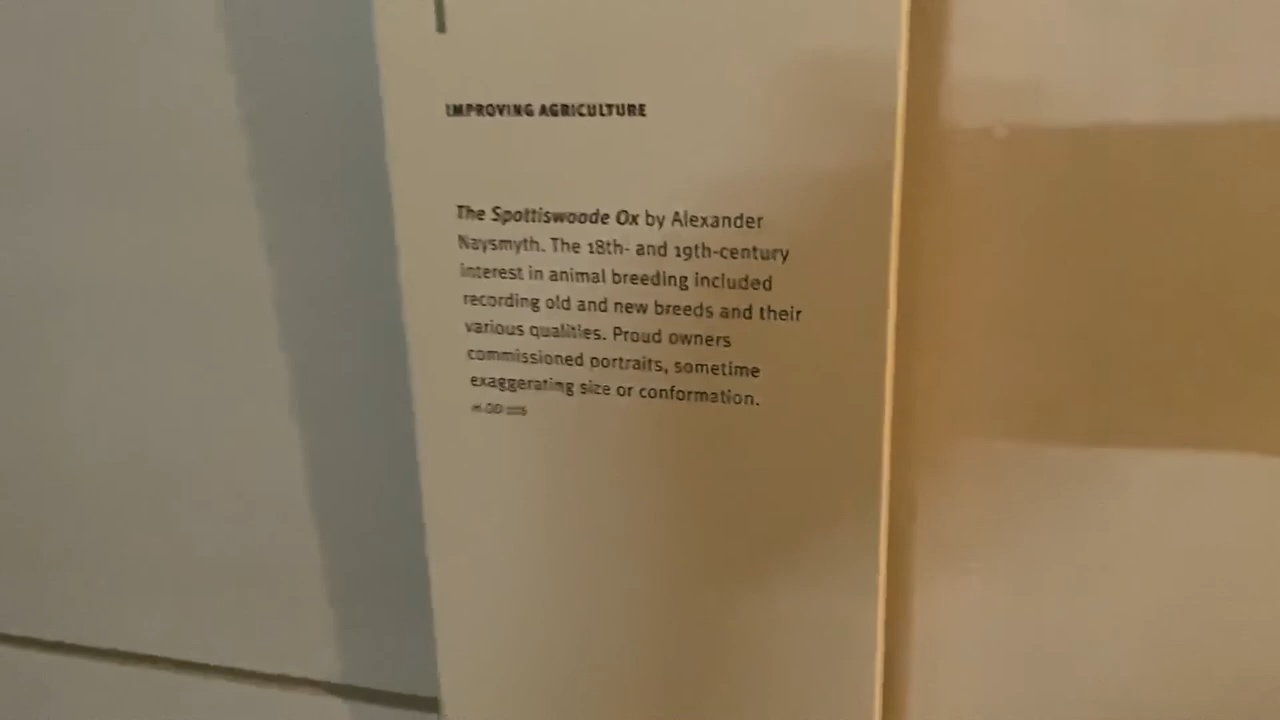 IMPROVING AGRICULTURE
The Spottiswoode Ox by Alexander
Naysmyth. The 18th- and 19th-century
interest in animal breeding included
recording old and new breeds and their
various qualities. Proud owners
commissioned portraits, sometime
exaggerating size or conformation.